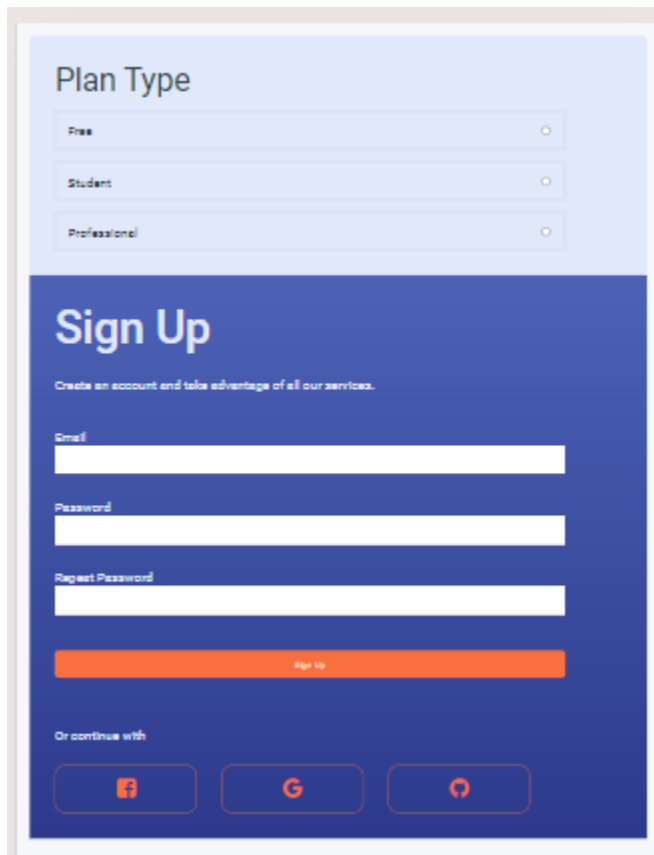 Plan Type
Free
Student
Professional
Sign Up
Create an account and take advantage of all our services.
Email
Password
Repeat Password
Sign Up
Or continue with